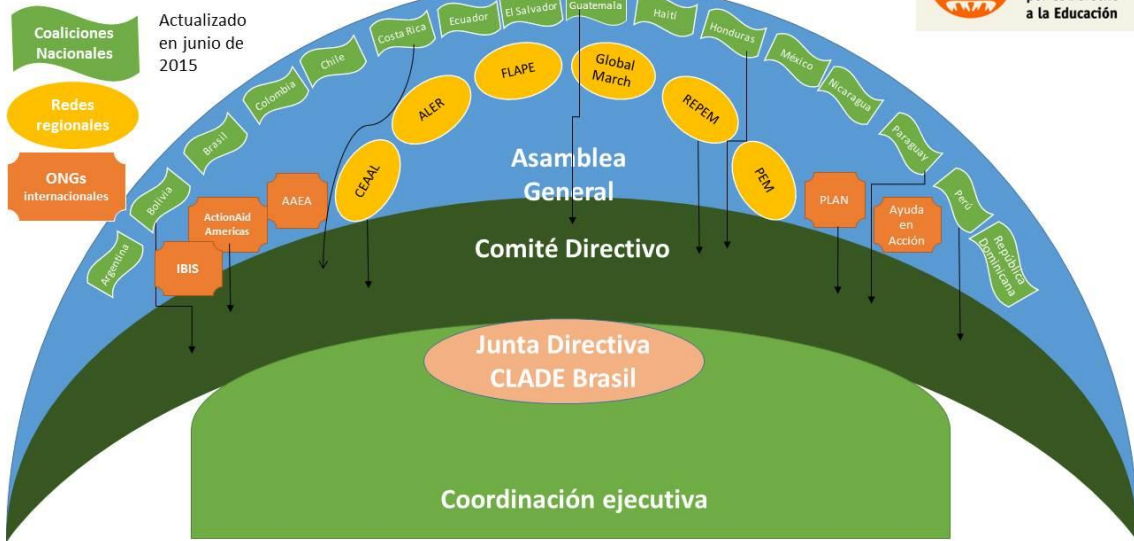 a la Educación
Coaliciones
Nacionales
Actualizado
en junio de
2015
Redes
regionales
ONGs
internacionales
Argentina
Bolivia
Brasil
Colombia
Chile
Costa Rica
Ecuador
El Salvador
Guatemala
Haití
Honduras
México
Nicaragua
Paraguay
Perú
República
Dominicana
IBIS
ActionAid
Americas
AAEA
CEAAL
ALER
FLAPE
Global
March
REPEM
PEM
PLAN
Ayuda
en
Acción
Asamblea
General
Comité Directivo
Junta Directiva
CLADE Brasil
Coordinación ejecutiva